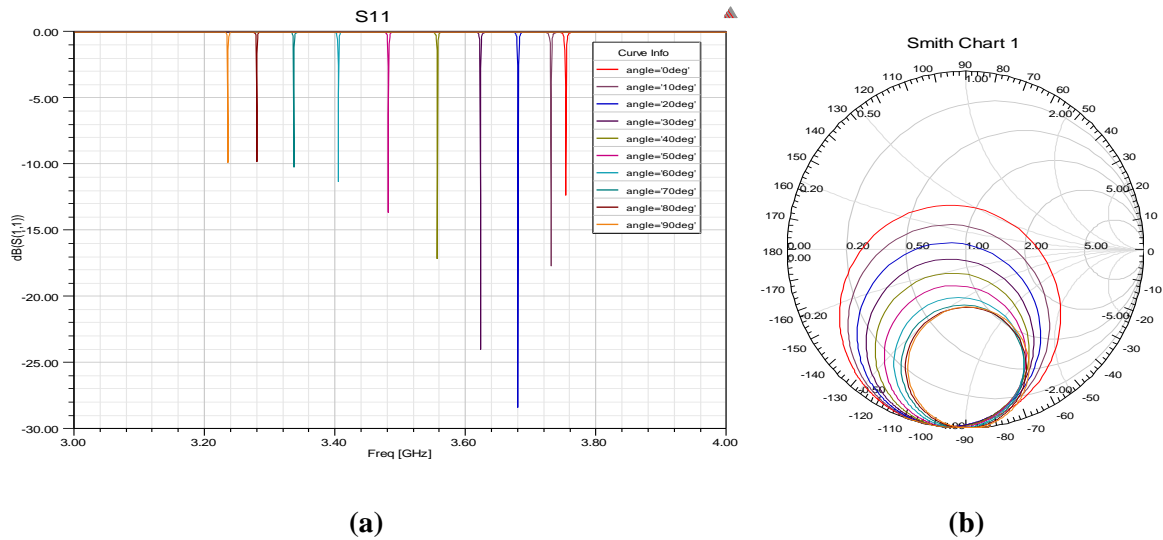 S11
0.00
-5.00
-10.00
-15.00
-20.00
-25.00
-30.00
dB(S(1,1))
3.00 3.20 3.40 3.60 3.80 4.00
Freq [GHz]
Curve Info
angle='0deg'
angle='10deg'
angle='20deg'
angle='30deg'
angle='40deg'
angle='50deg'
angle='60deg'
angle='70deg'
angle='80deg'
angle='90deg'
(a)
Smith Chart 1
110 100 90 80 70
120 1.00 60
130 0.50 2.00 50
140 40
150 30
160 0.20 5.00 20
170 10
180 0.00 0.20 0.50 1.00 2.00 5.00 0
0.00
-170 -10
-160 -0.20 -5.00 -20
-150 -30
-140 -0.50 -2.00 -40
-130 -50
-120 -60
-110 -100 -90 -80 -70
(b)